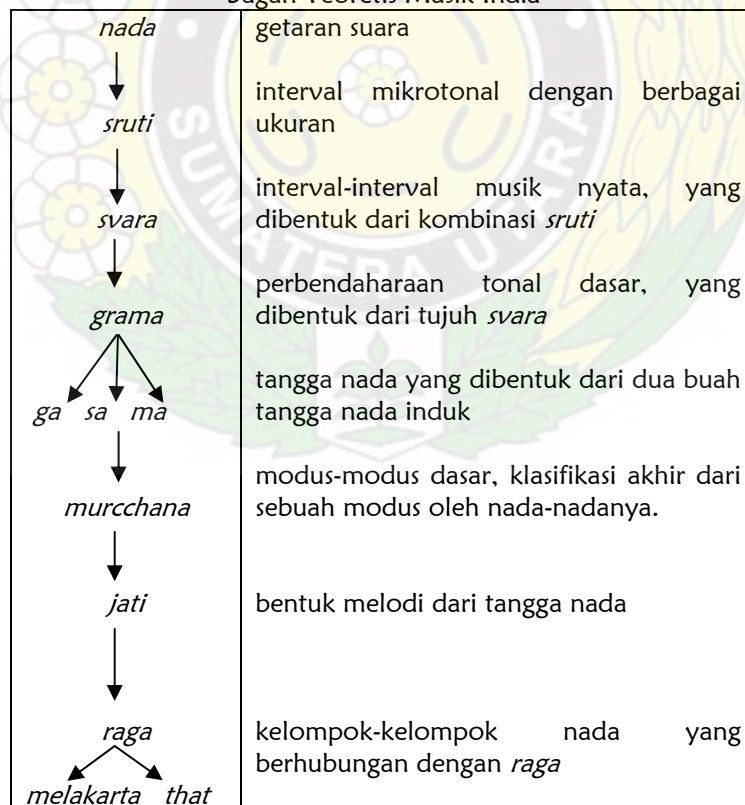 Bagan Teoretis Musik India
nada getaran suara
interval mikrotonal dengan berbagai
sruti ukuran
interval-interval musik nyata, yang
svara dibentuk dari kombinasi sruti
perbendaharaan tonal dasar, yang
grama dibentuk dari tujuh svara
tangga nada yang dibentuk dari dua buah
ga sa ma tangga nada induk
modus-modus dasar, klasifikasi akhir dari
murcchana sebuah modus oleh nada-nadanya.
jati bentuk melodi dari tangga nada
raga kelompok-kelompok nada yang
berhubungan dengan raga
melakarta that
SUMATERA UTARA